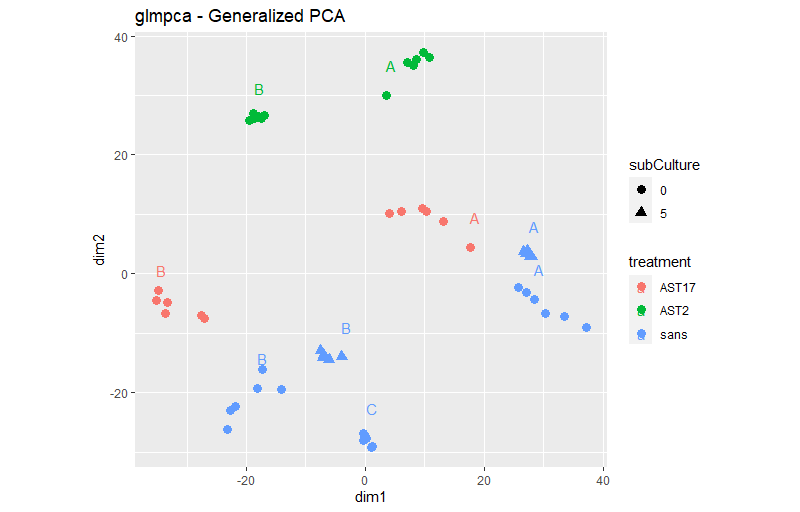 glmpca - Generalized PCA
40
20
0
-20
dim2
A
B
A
B
A
A
B
B
C
-20
0
20
40
dim1
subCulture
0
5
treatment
AST17
AST2
sans